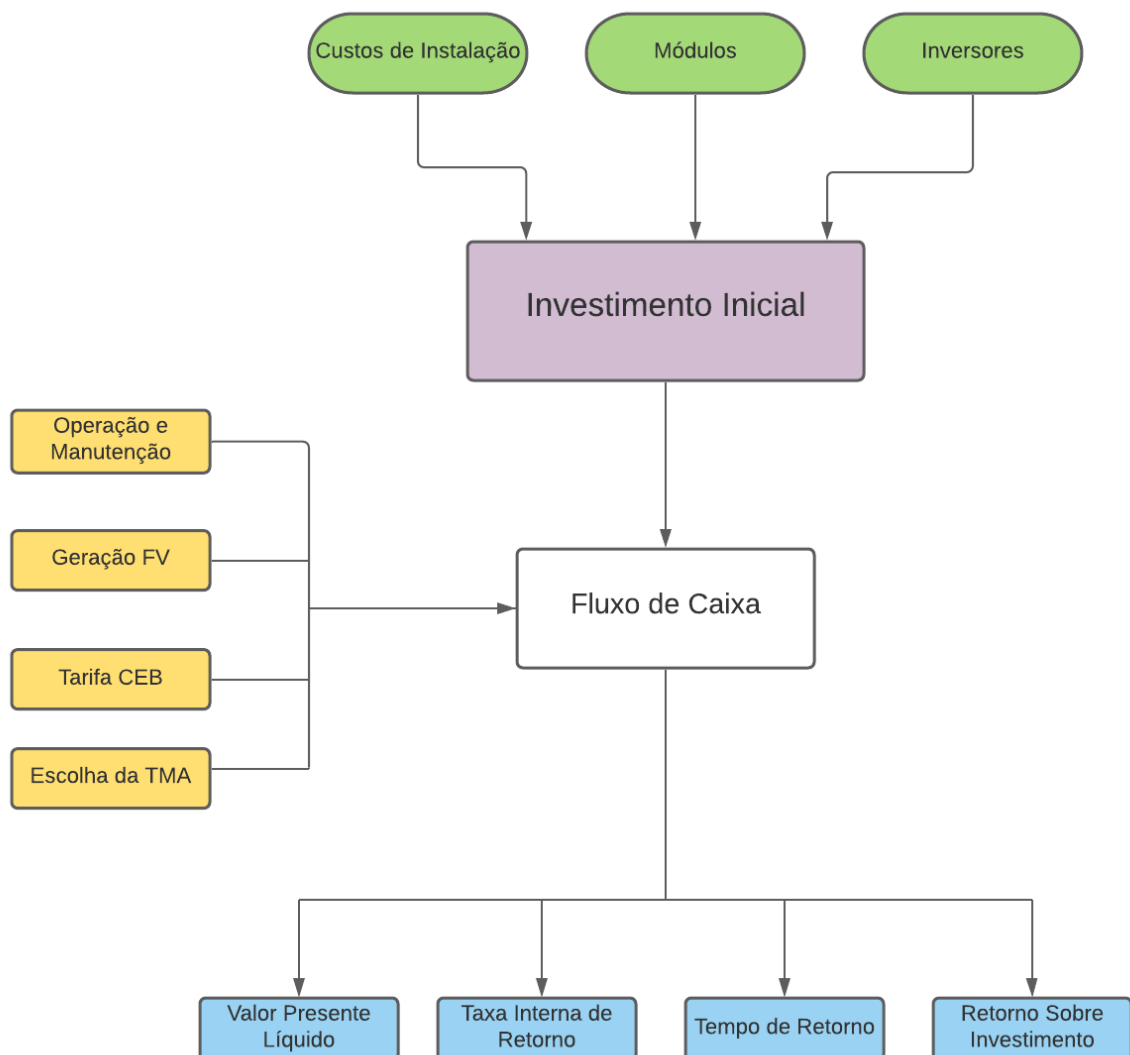 Custos de Instalação
Módulos
Inversores
Investimento Inicial
Operação e
Manutenção
Geração FV
Fluxo de Caixa
Tarifa CEB
Escolha da TMA
Valor Presente
Líquido
Taxa Interna de
Retorno
Tempo de Retorno
Retorno Sobre
Investimento